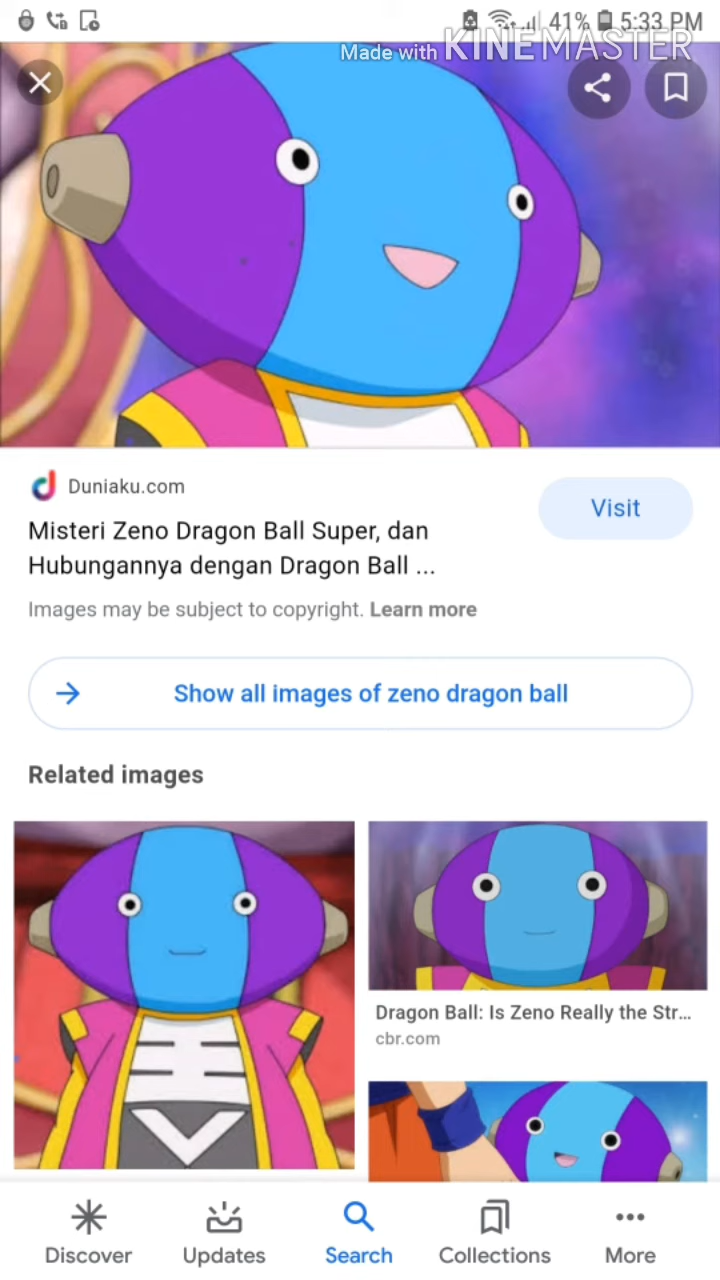 41% 5:33 PM
Made with KINEMASTER
Duniaku.com
Visit
Misteri Zeno Dragon Ball Super, dan
Hubungannya dengan Dragon Ball ...
Images may be subject to copyright. Learn more
Show all images of zeno dragon ball
Related images
Dragon Ball: Is Zeno Really the Str...
cbr.com
Discover
Updates
Search
Collections
More